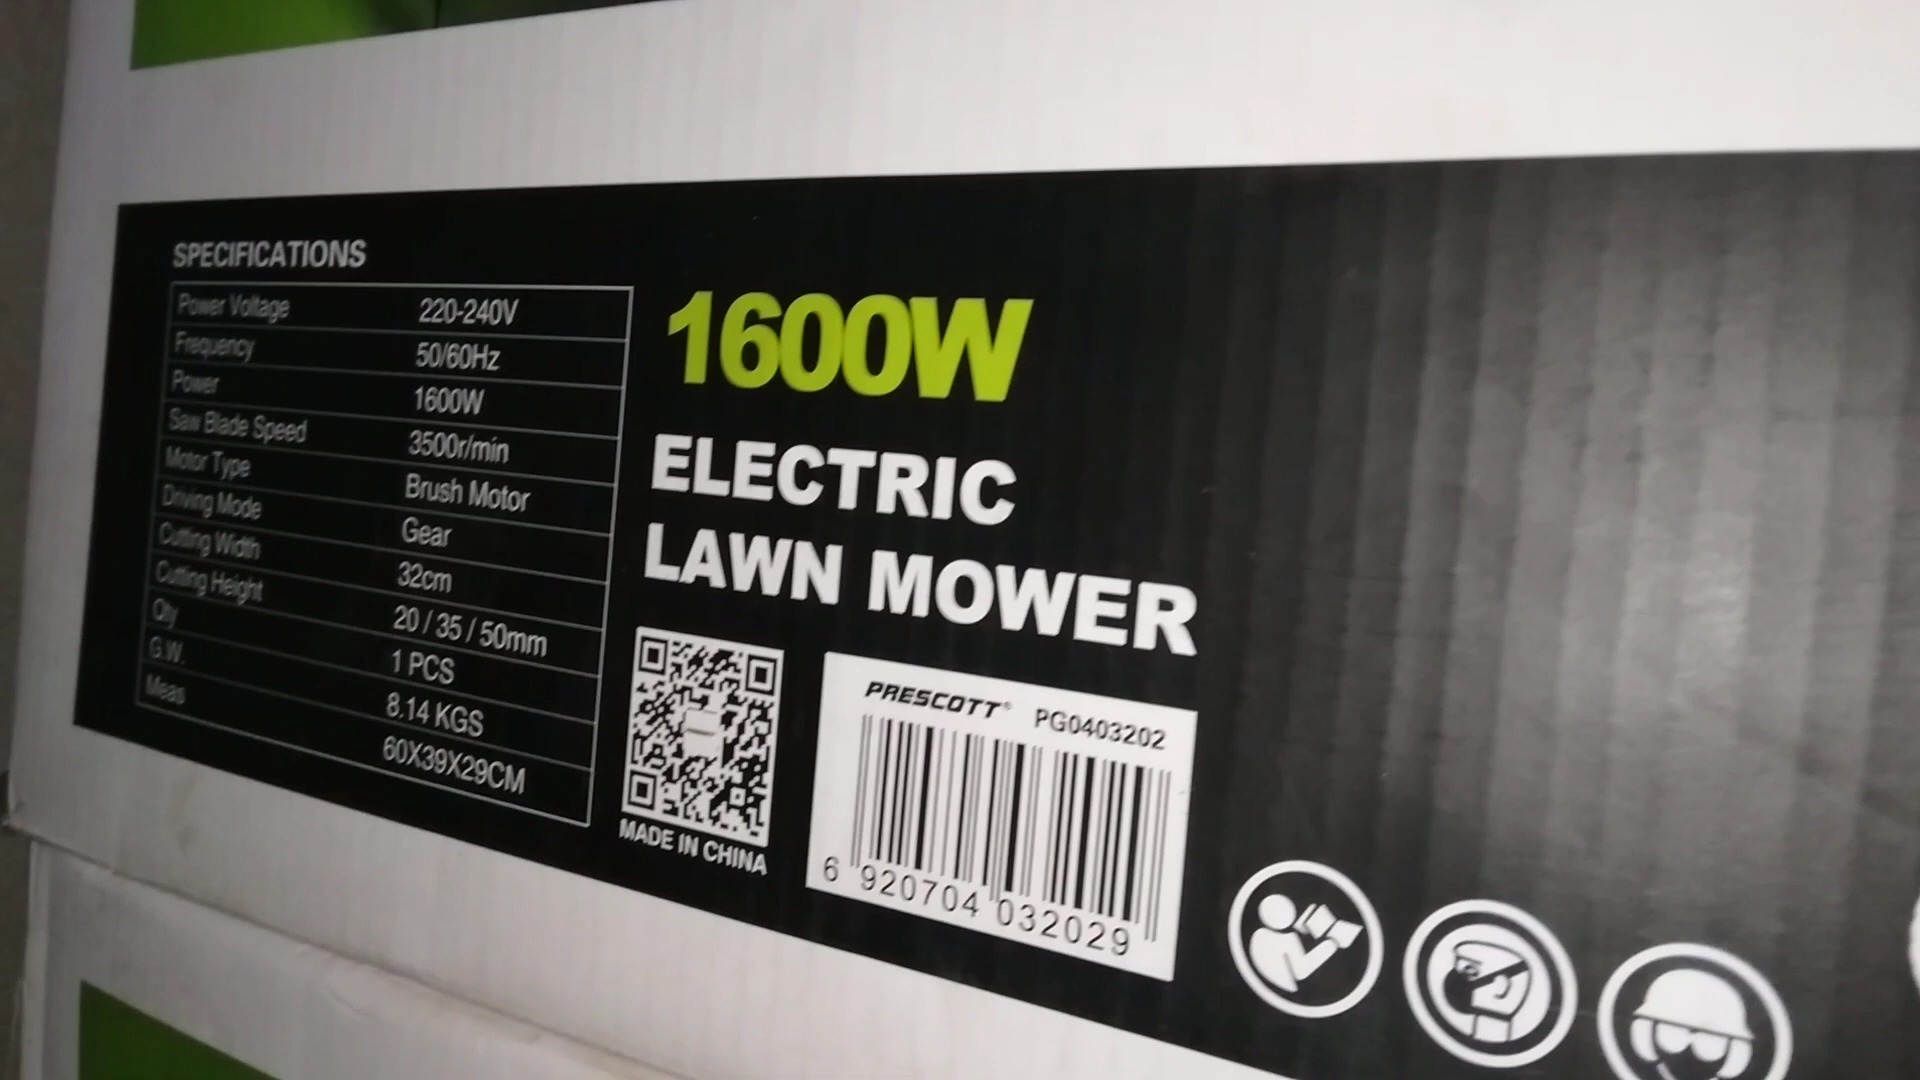 SPECIFICATIONS
Power Voltage 220-240V
Frequency 50/60Hz
Power 1600W
Saw Blade Speed 3500r/min
Motor Type Brush Motor
Driving Mode Gear
Cutting Width 32cm
Cutting Height 20 / 35 / 50mm
Qty 1 PCS
G.W. 8.14 KGS
Meas 60X39X29CM
1600W
ELECTRIC
LAWN MOWER
MADE IN CHINA
PRESCOTT® PG0403202
6 920704 032029